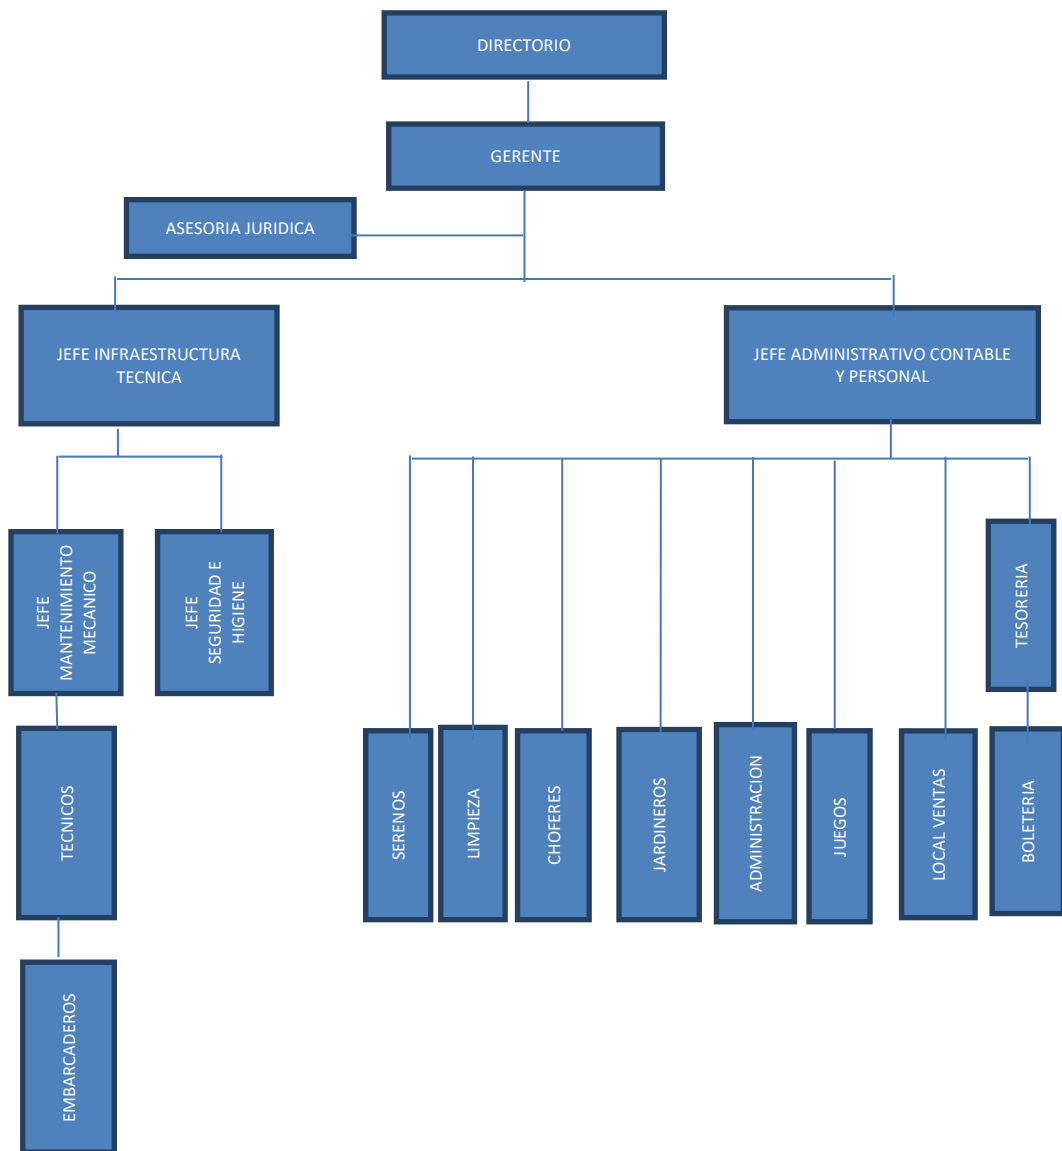 DIRECTORIO
GERENTE
ASESORIA JURIDICA
JEFE INFRAESTRUCTURA
TECNICA
JEFE ADMINISTRATIVO CONTABLE
Y PERSONAL
JEFE
MANTENIMIENTO
MECANICO
JEFE
SEGURIDAD E
HIGIENE
TESORERIA
TECNICOS
SERENOS
LIMPIEZA
CHOFERES
JARDINEROS
ADMINISTRACION
JUEGOS
LOCAL VENTAS
BOLETERIA
EMBARCADEROS